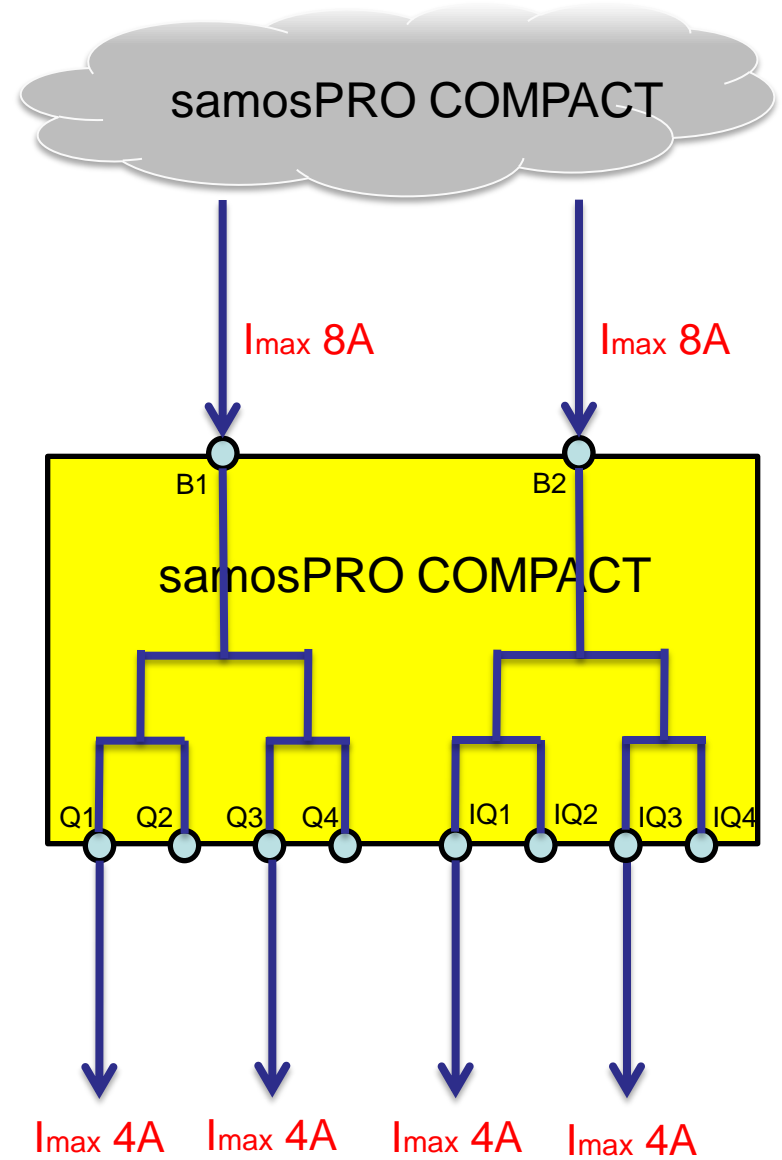 samosPRO COMPACT
Imax 8A
Imax 8A
B1
B2
samosPRO COMPACT
Q1
Q2
Q3
Q4
IQ1
IQ2
IQ3
IQ4
Imax 4A
Imax 4A
Imax 4A
Imax 4A